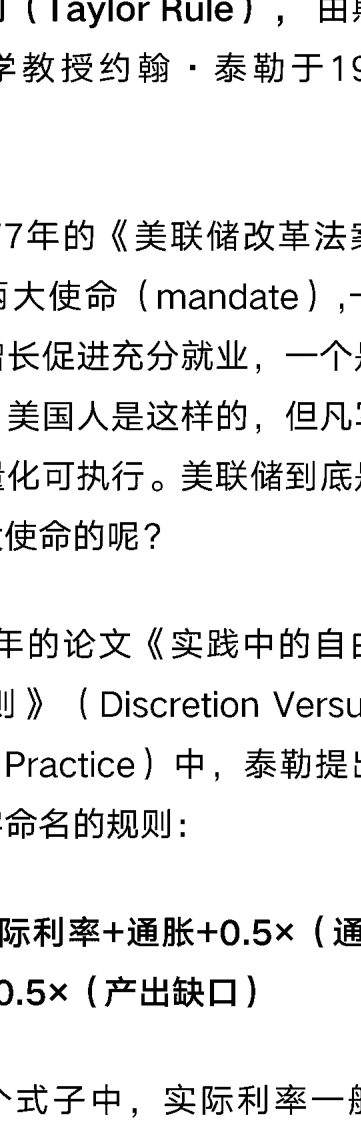 （Taylor Rule），由
学教授约翰·泰勒于19
7年的《美联储改革法案
两大使命（mandate）,
增长促进充分就业，一个是
美国人是这样的，但凡写
量化可执行。美联储到底是
使命的呢？
年的论文《实践中的自由
则》（Discretion Versu
Practice）中，泰勒提出
字命名的规则：
际利率+通胀+0.5×（通
0.5×（产出缺口）
个式子中，实际利率一般